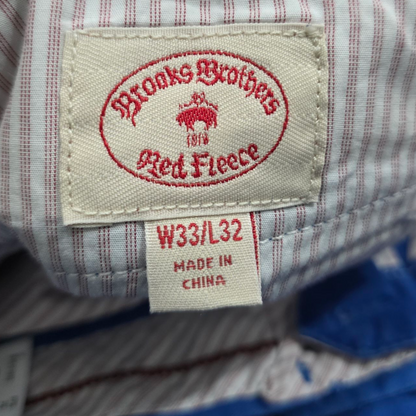 Brooks Brothers
1818
Red Fleece
W33/L32
MADE IN
CHINA